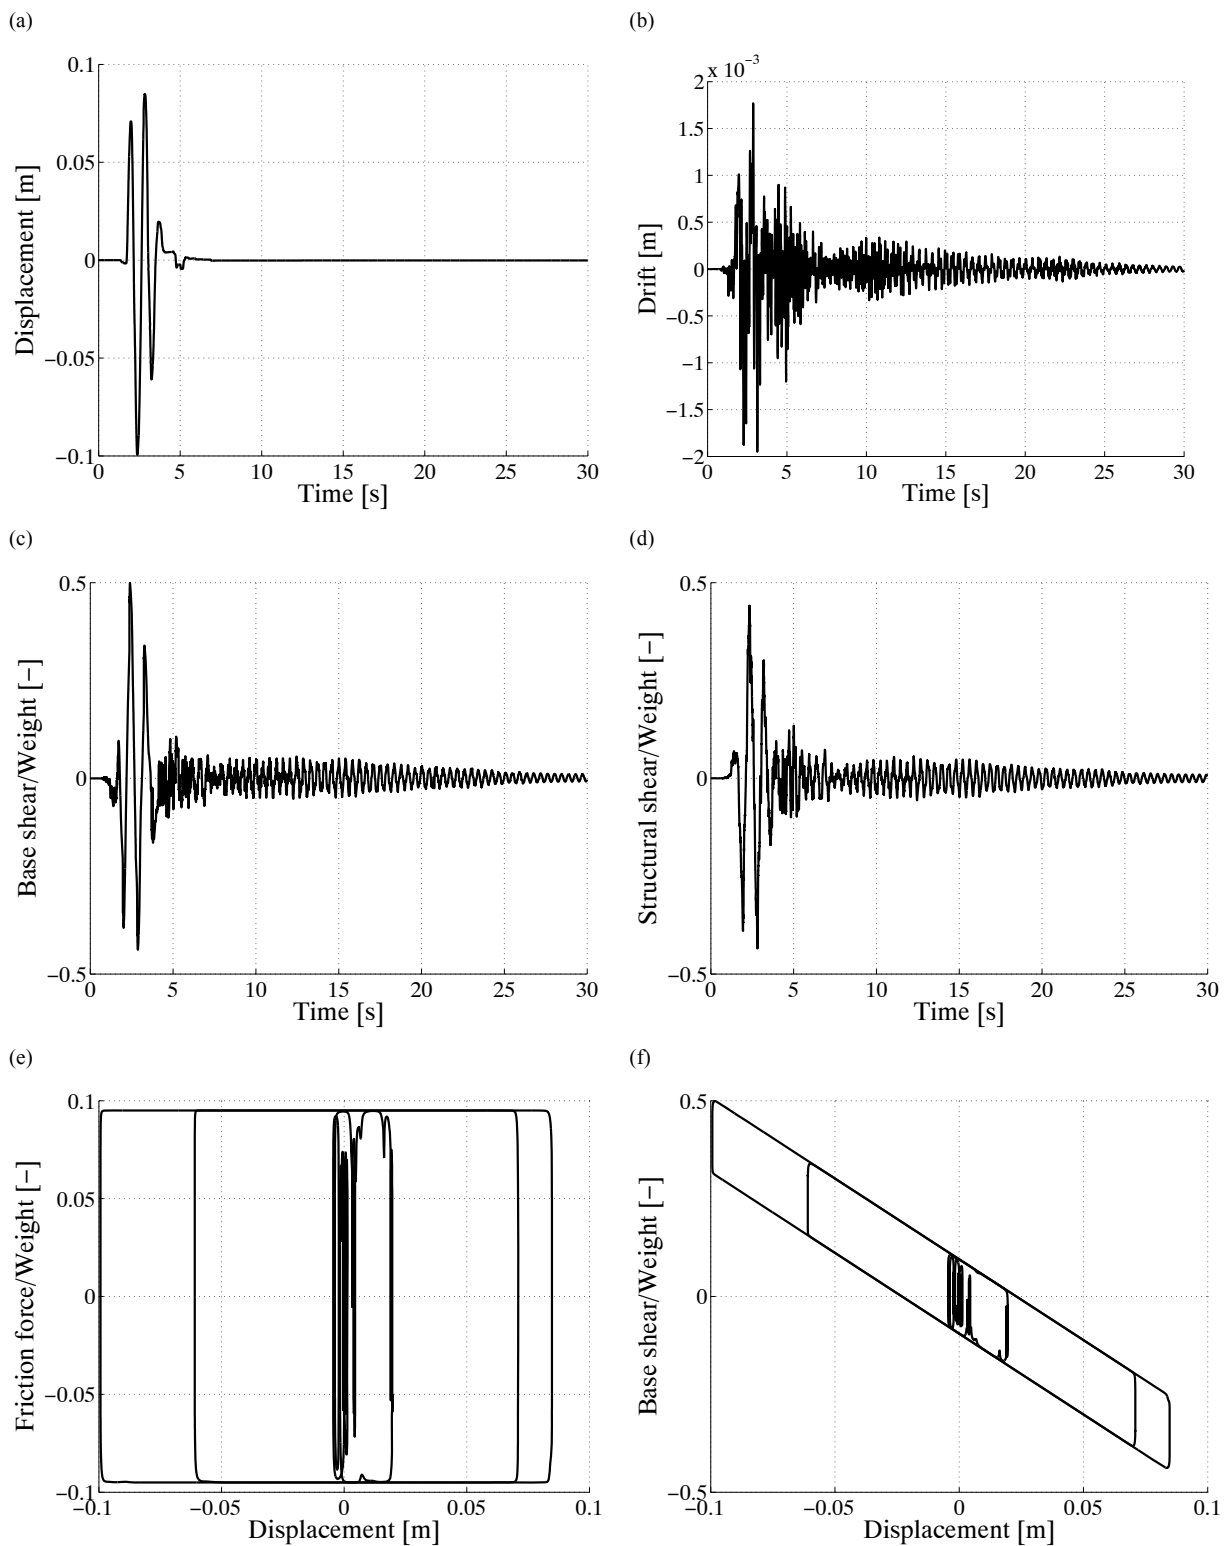 (a)
0.1
0.05
0
−0.05
−0.1
0 5 10 15 20 25 30
Displacement [m]
Time [s]
(b)
x 10⁻³
2
1.5
1
0.5
0
−0.5
−1
−1.5
−2
0 5 10 15 20 25 30
Drift [m]
Time [s]
(c)
0.5
0
−0.5
0 5 10 15 20 25 30
Base shear/Weight [−]
Time [s]
(d)
0.5
0
−0.5
0 5 10 15 20 25 30
Structural shear/Weight [−]
Time [s]
(e)
0.1
0.05
0
−0.05
−0.1
−0.1 −0.05 0 0.05 0.1
Friction force/Weight [−]
Displacement [m]
(f)
0.5
0
−0.5
−0.1 −0.05 0 0.05 0.1
Base shear/Weight [−]
Displacement [m]